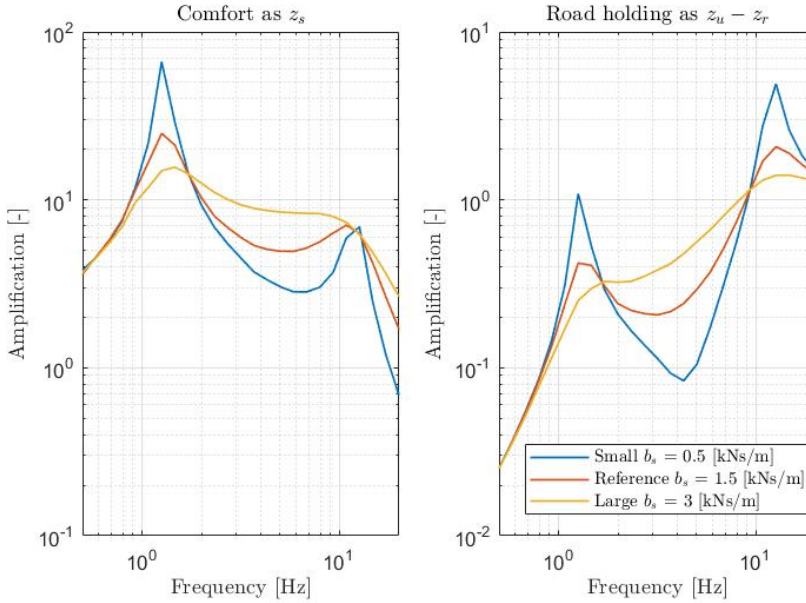 Comfort as z_s
10^2
10^1
10^0
10^-1
Amplification [-]
10^0
10^1
Frequency [Hz]
Road holding as z_u − z_r
10^1
10^0
10^-1
10^-2
Amplification [-]
Small b_s = 0.5 [kNs/m]
Reference b_s = 1.5 [kNs/m]
Large b_s = 3 [kNs/m]
10^0
10^1
Frequency [Hz]